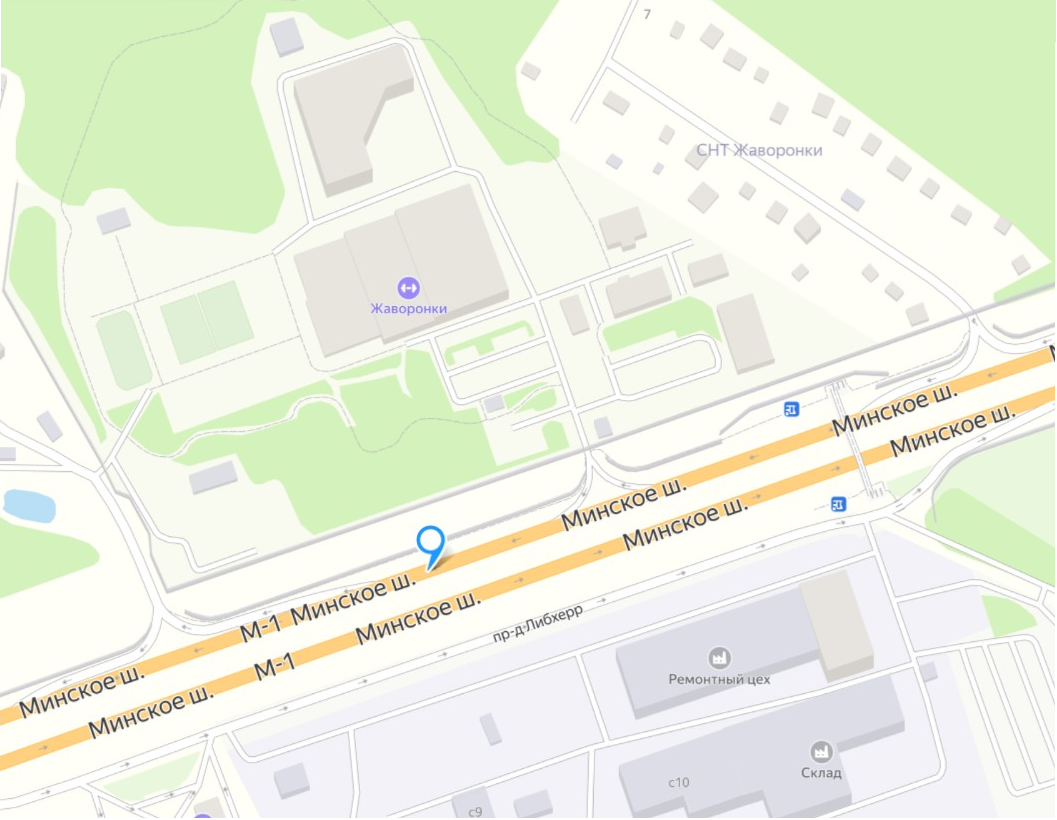 7
СНТ Жаворонки
Жаворонки
Минское ш.
Минское ш.
Минское ш.
Минское ш.
М-1 Минское ш.
Минское ш.
пр-д Либхерр
М-1
Минское ш.
Минское ш.
Ремонтный цех
Склад
с10
с9